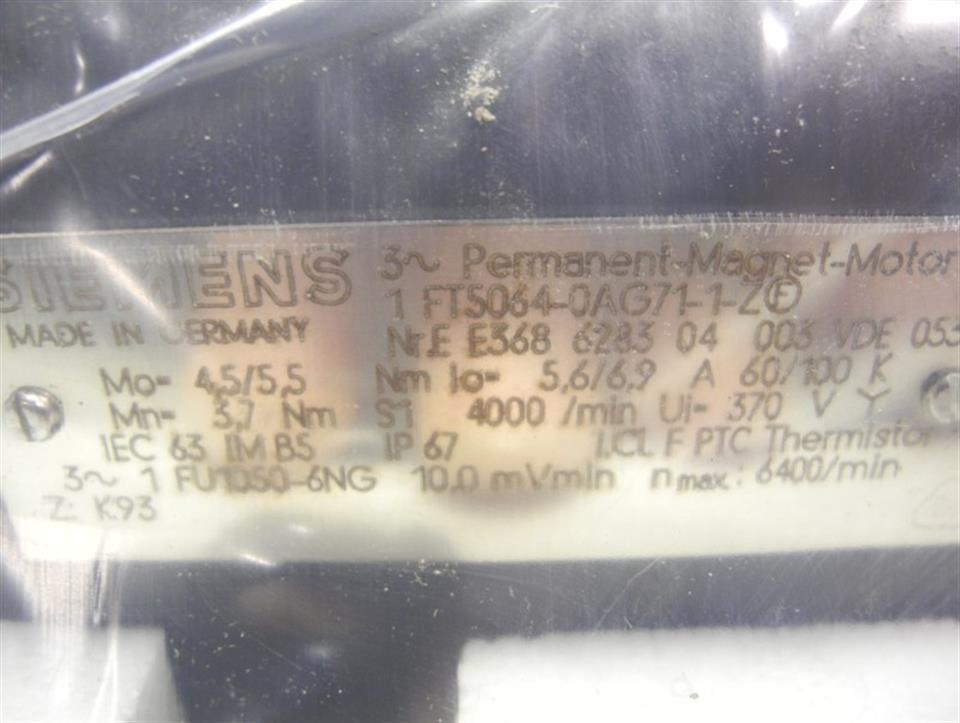 SIEMENS 3~ Permanent-Magnet-Motor
1 FT5064-0AG71-1-Z Ⓔ
MADE IN GERMANY Nr.E E368 6283 04 003 VDE 053
Mo= 4,5/5,5 Nm Io= 5,6/6,9 A 60/100 K
Mn= 3,7 Nm S1 4000 /min Ui= 370 V Y
IEC 63 IM B5 IP 67 I.CL F PTC Thermistor
3~ 1 FU1050-6NG 10,0 mV/min nmax.: 6400/min
Z: K93